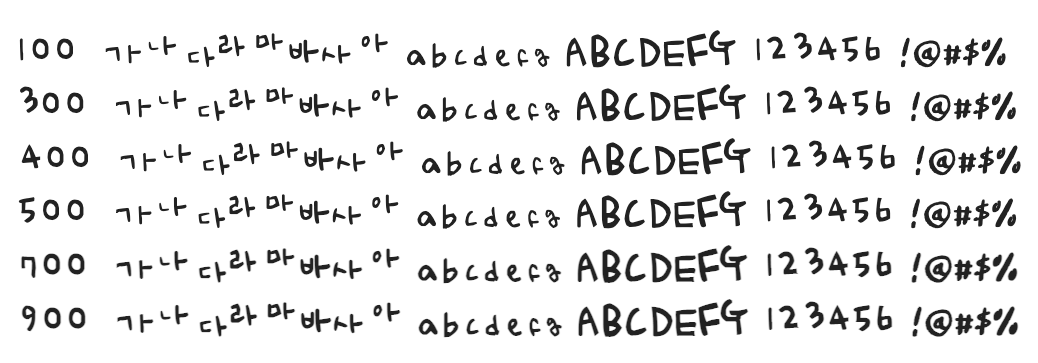 100 가나다라마바사아 abcdefg ABCDEFG 123456 !@#$%
300 가나다라마바사아 abcdefg ABCDEFG 123456 !@#$%
400 가나다라마바사아 abcdefg ABCDEFG 123456 !@#$%
500 가나다라마바사아 abcdefg ABCDEFG 123456 !@#$%
700 가나다라마바사아 abcdefg ABCDEFG 123456 !@#$%
900 가나다라마바사아 abcdefg ABCDEFG 123456 !@#$%